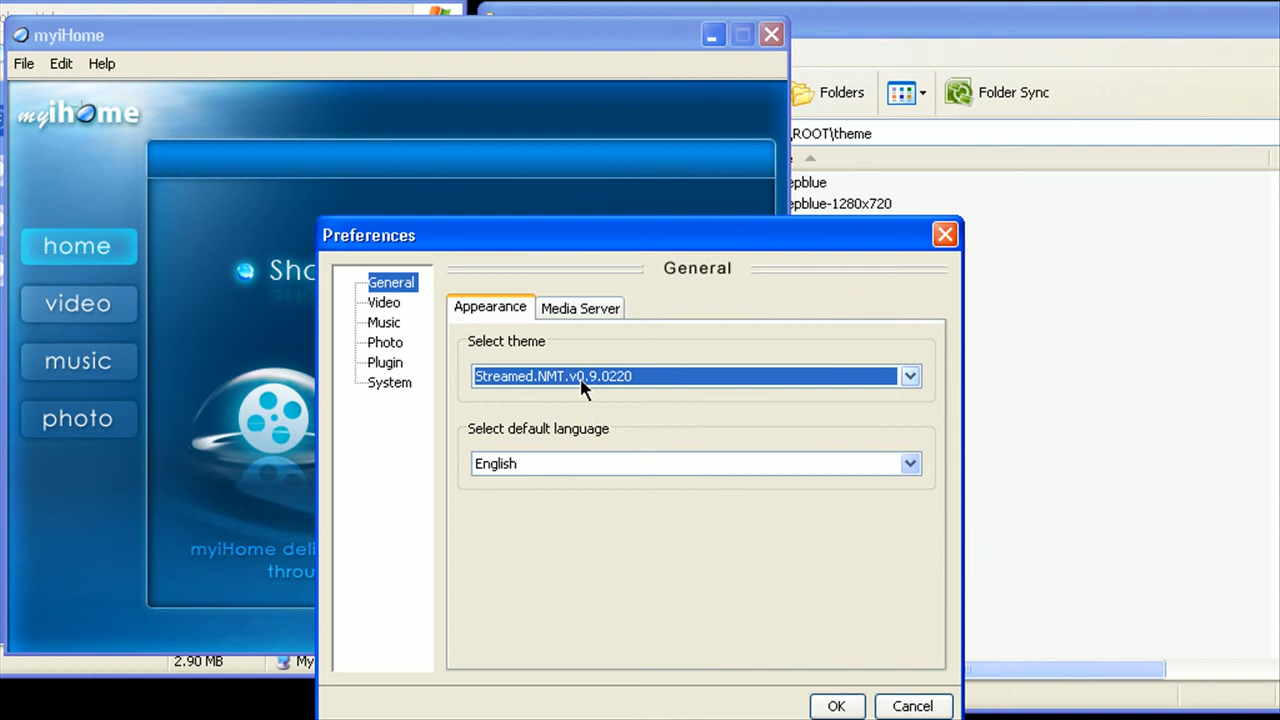 myiHome
File Edit Help
myihome
home
video
music
photo
Sho
myiHome deli
throu
2.90 MB
My
Folders
Folder Sync
\ROOT\theme
epblue
epblue-1280x720
Preferences
General
Video
Music
Photo
Plugin
System
General
Appearance
Media Server
Select theme
Streamed.NMT.v0.9.0220
Select default language
English
OK
Cancel